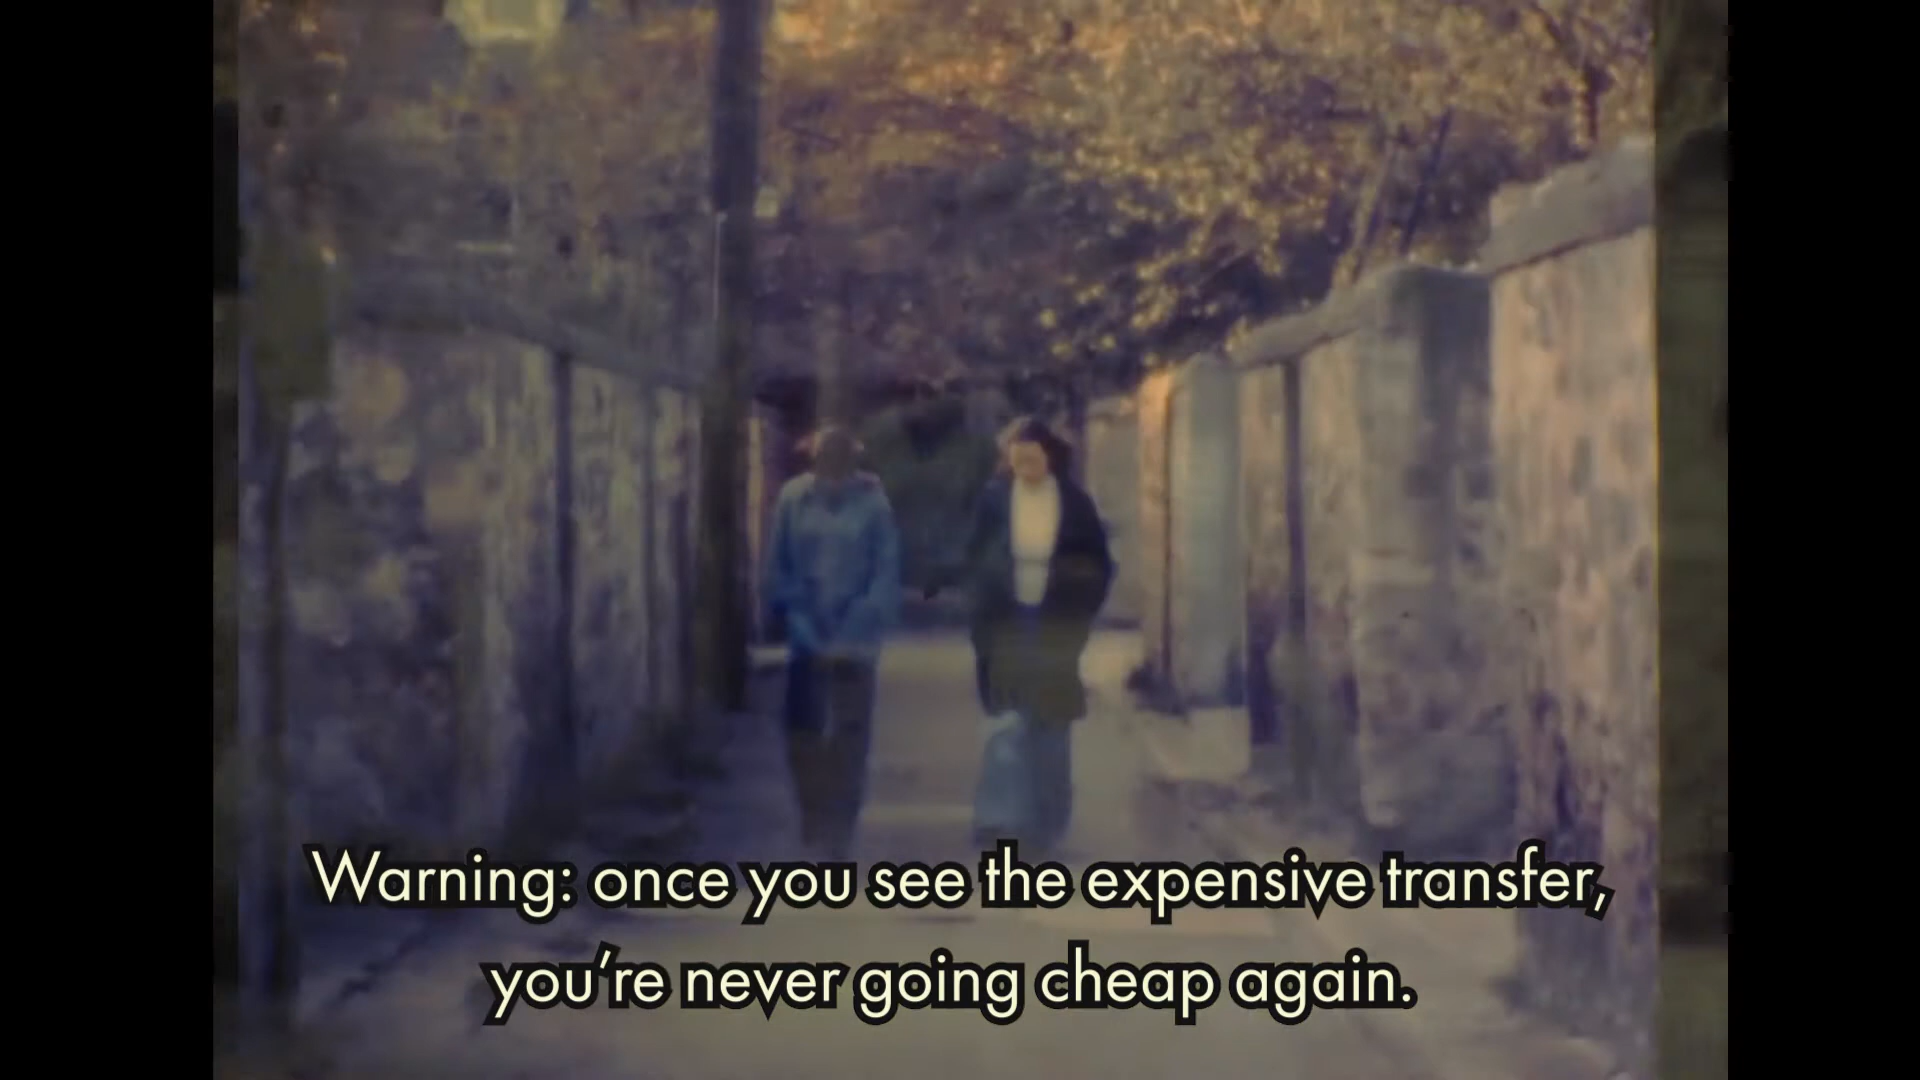 Warning: once you see the expensive transfer,
you’re never going cheap again.